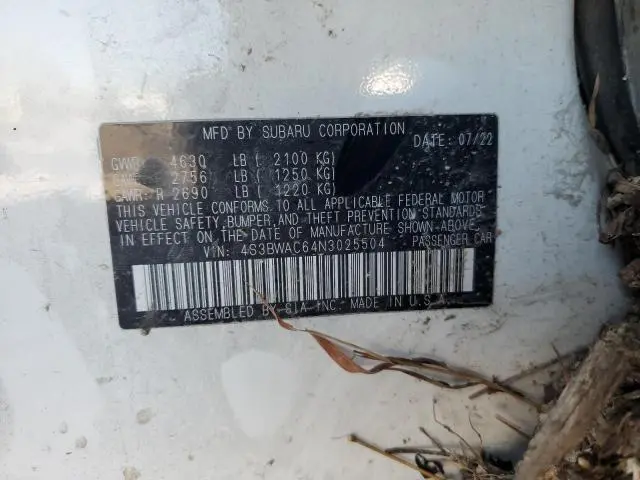 MFD BY SUBARU CORPORATION
DATE: 07/22
4630 LB ( 2100 KG)
2756 LB ( 1250 KG)
GAWR: R 2690 LB ( 1220 KG)
THIS VEHICLE CONFORMS TO ALL APPLICABLE FEDERAL MOTOR
VEHICLE SAFETY, BUMPER, AND THEFT PREVENTION STANDARDS
IN EFFECT ON THE DATE OF MANUFACTURE SHOWN ABOVE.
VIN: 4S3BWAC64N3025504 PASSENGER CAR
ASSEMBLED BY SIA INC. MADE IN U.S.A.